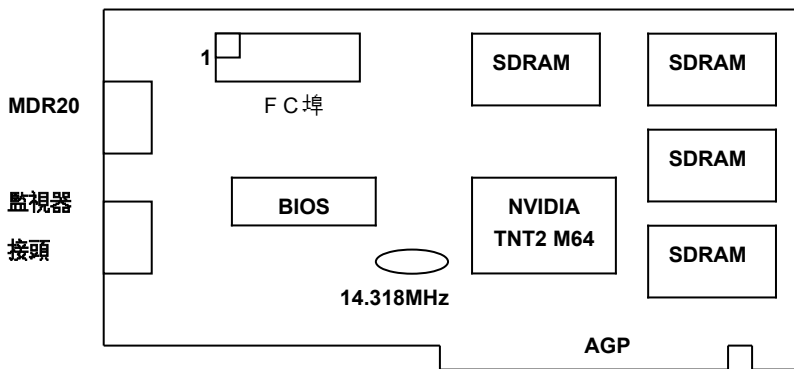 SDRAM
SDRAM
1
MDR20
ＦＣ埠
SDRAM
監視器
接頭
BIOS
NVIDIA
TNT2 M64
SDRAM
14.318MHz
AGP